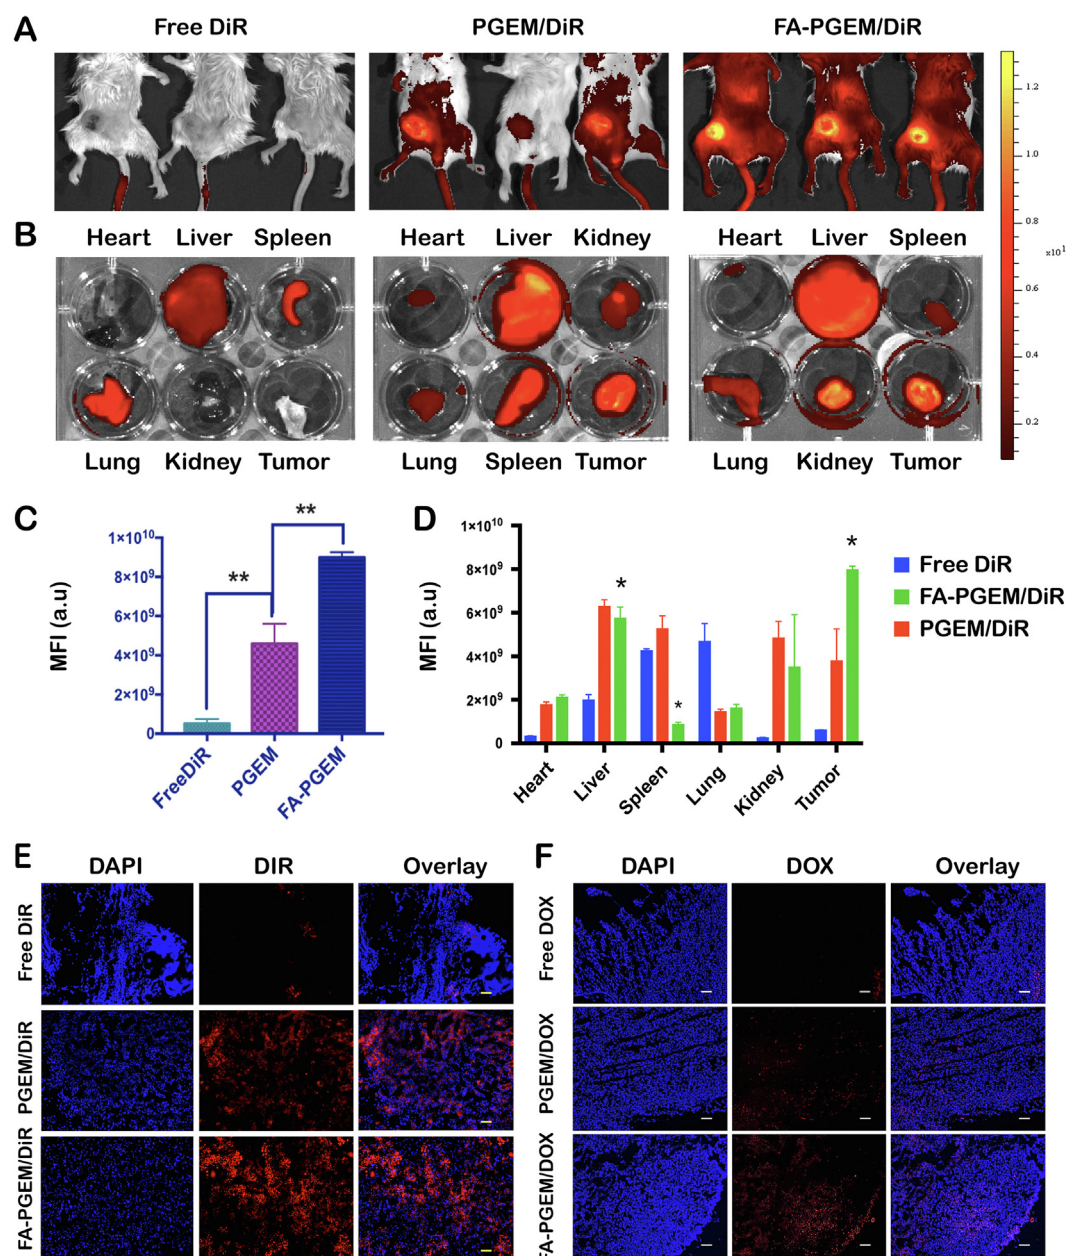 A
Free DiR
PGEM/DiR
FA-PGEM/DiR
1.2
1.0
0.8
x10¹
0.6
0.4
0.2
B
Heart Liver Spleen
Heart Liver Kidney
Heart Liver Spleen
Lung Kidney Tumor
Lung Spleen Tumor
Lung Kidney Tumor
C
MFI (a.u)
1×10¹⁰
8×10⁹
6×10⁹
4×10⁹
2×10⁹
0
**
**
FreeDiR
PGEM
FA-PGEM
D
MFI (a.u)
1×10¹⁰
8×10⁹
6×10⁹
4×10⁹
2×10⁹
0
*
*
*
Heart
Liver
Spleen
Lung
Kidney
Tumor
Free DiR
FA-PGEM/DiR
PGEM/DiR
E
DAPI
DIR
Overlay
Free DiR
PGEM/DiR
FA-PGEM/DiR
F
DAPI
DOX
Overlay
Free DOX
PGEM/DOX
FA-PGEM/DOX